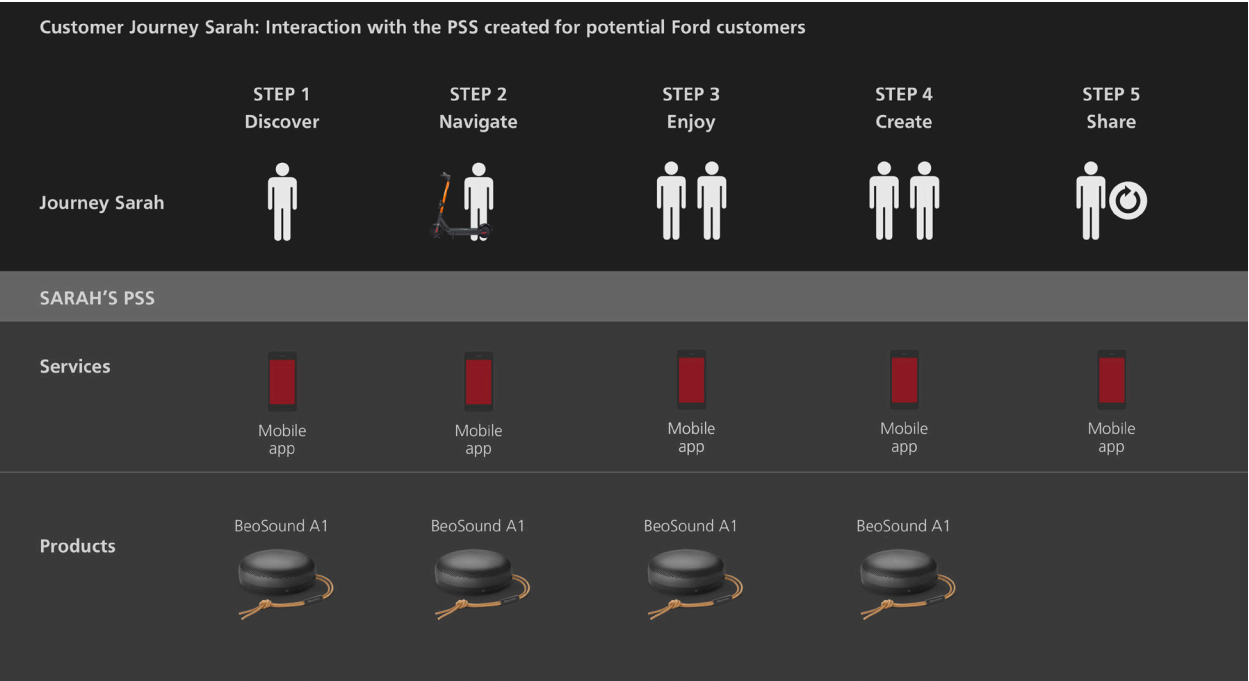 Customer Journey Sarah: Interaction with the PSS created for potential Ford customers
STEP 1
Discover
STEP 2
Navigate
STEP 3
Enjoy
STEP 4
Create
STEP 5
Share
Journey Sarah
SARAH’S PSS
Services
Mobile
app
Mobile
app
Mobile
app
Mobile
app
Mobile
app
Products
BeoSound A1
BeoSound A1
BeoSound A1
BeoSound A1